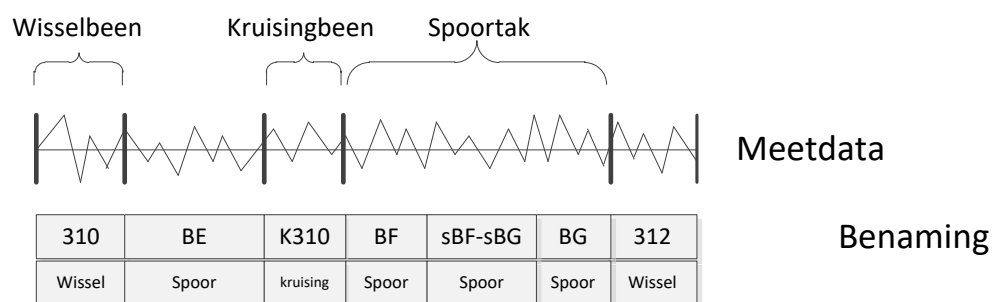 Wisselbeen Kruisingbeen Spoortak
Meetdata
310 BE K310 BF sBF-sBG BG 312 Benaming
Wissel Spoor kruising Spoor Spoor Spoor Wissel